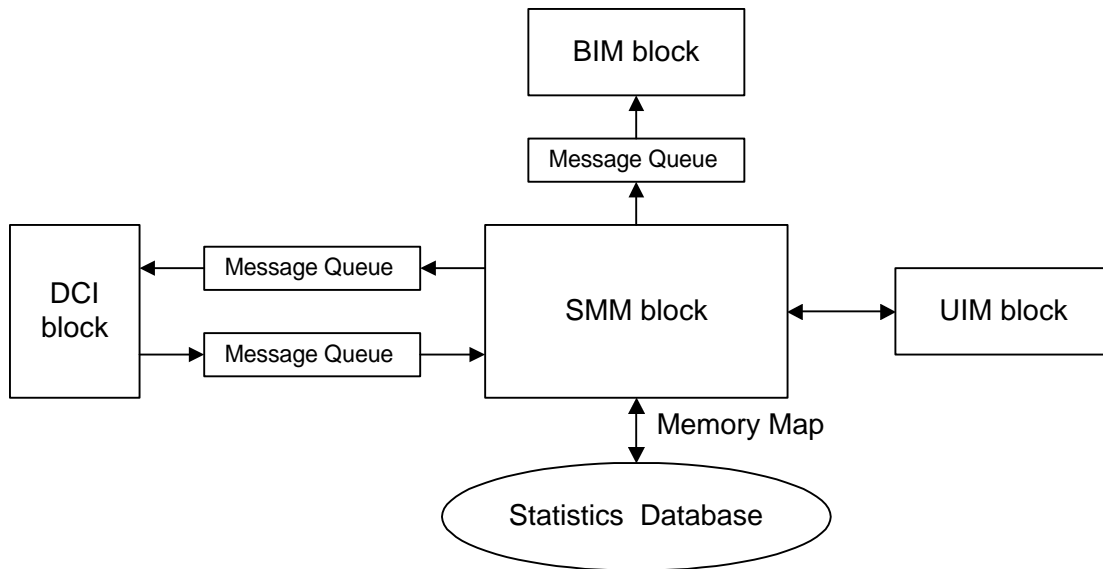 BIM block
Message Queue
Message Queue
DCI
block
SMM block
UIM block
Message Queue
Memory Map
Statistics Database